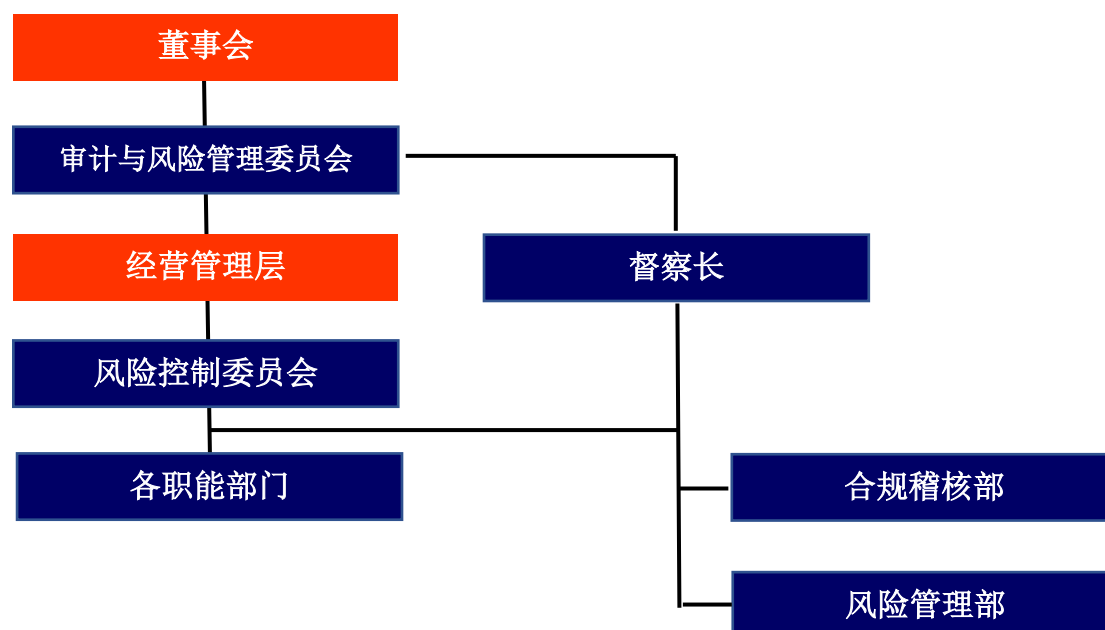 董事会
审计与风险管理委员会
经营管理层
督察长
风险控制委员会
各职能部门
合规稽核部
风险管理部